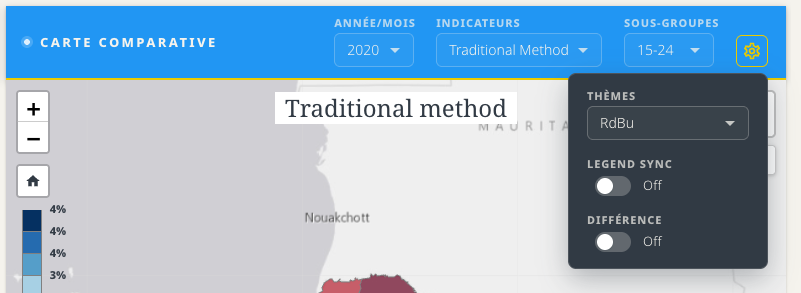 ANNÉE/MOIS INDICATEURS SOUS-GROUPES
CARTE COMPARATIVE
2020 Traditional Method 15-24
THÈMES
Traditional method
RdBu
+
MAURITA
−
LEGEND SYNC
Off
4%
Nouakchott
DIFFÉRENCE
4%
Off
4%
3%